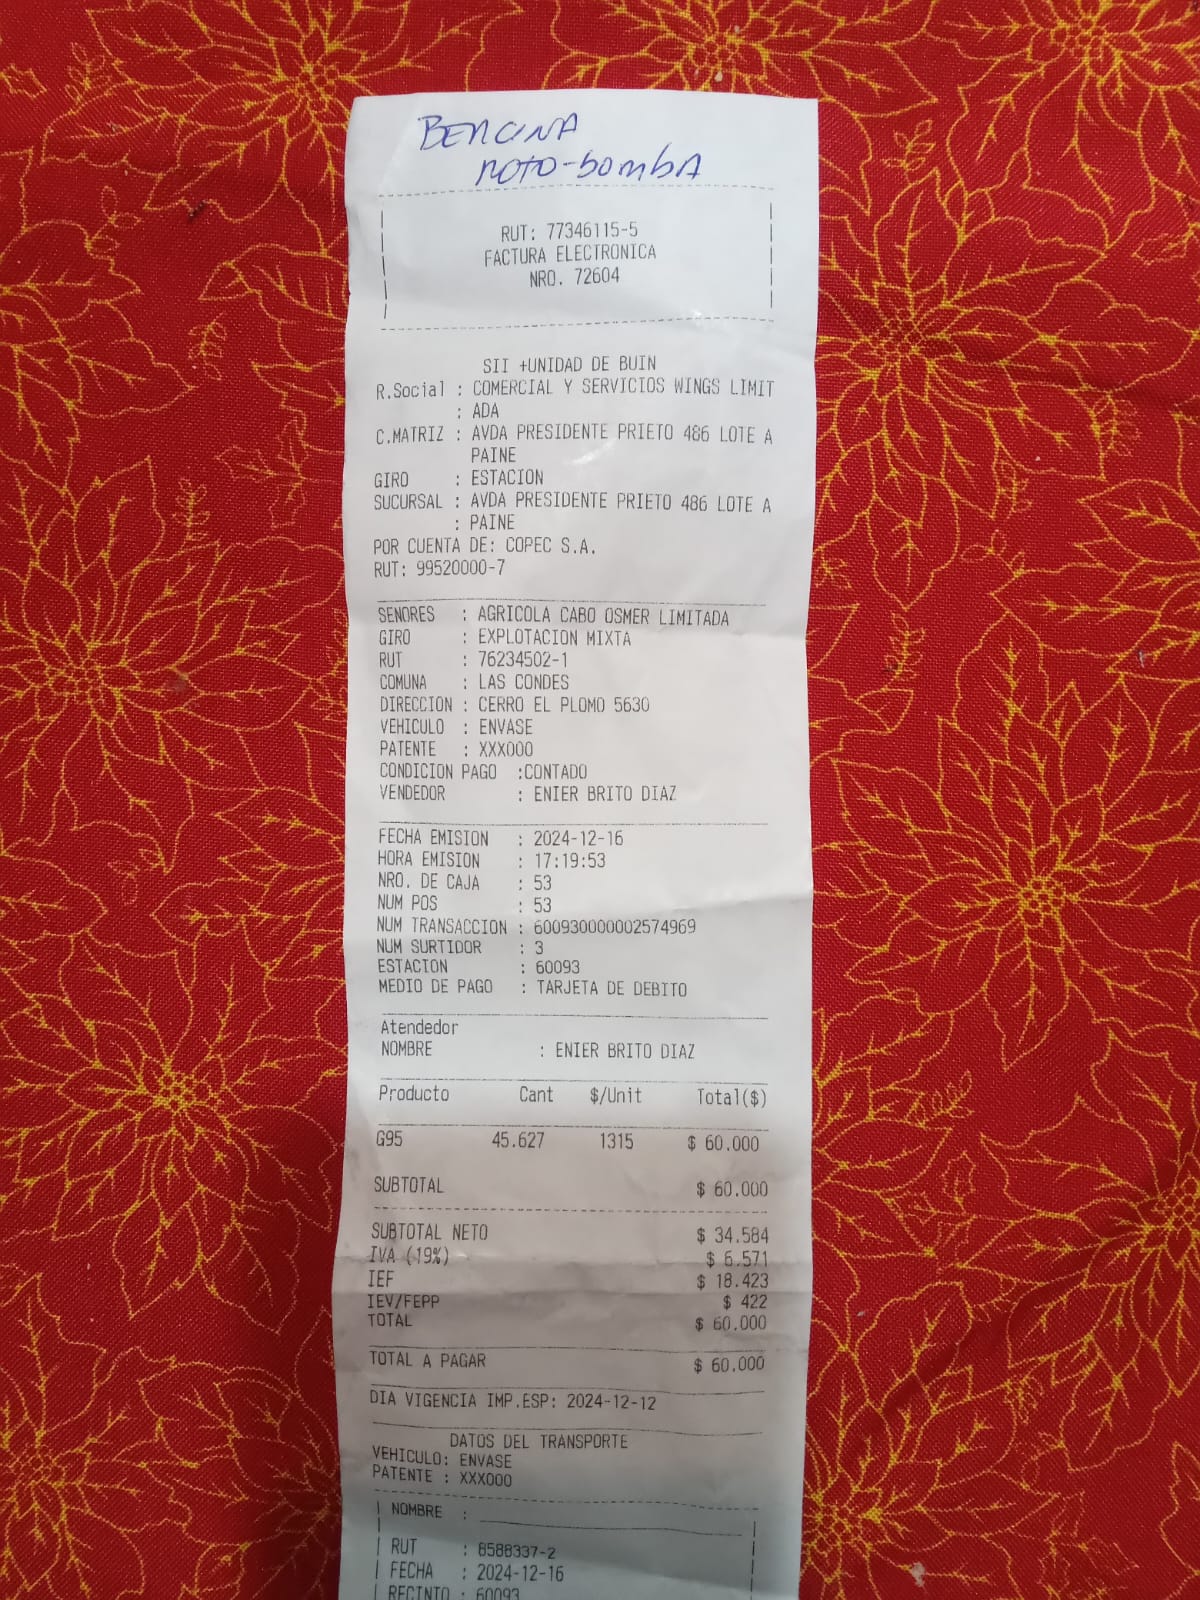 BENCINA
MOTO-bombA
RUT: 77346115-5
FACTURA ELECTRONICA
NRO. 72604
SII +UNIDAD DE BUIN
R.Social : COMERCIAL Y SERVICIOS WINGS LIMIT
: ADA
C.MATRIZ : AVDA PRESIDENTE PRIETO 486 LOTE A
PAINE
GIRO : ESTACION
SUCURSAL : AVDA PRESIDENTE PRIETO 486 LOTE A
: PAINE
POR CUENTA DE: COPEC S.A.
RUT: 99520000-7
SENORES : AGRICOLA CABO OSMER LIMITADA
GIRO : EXPLOTACION MIXTA
RUT : 76234502-1
COMUNA : LAS CONDES
DIRECCION : CERRO EL PLOMO 5630
VEHICULO : ENVASE
PATENTE : XXX000
CONDICION PAGO :CONTADO
VENDEDOR : ENIER BRITO DIAZ
FECHA EMISION : 2024-12-16
HORA EMISION : 17:19:53
NRO. DE CAJA : 53
NUM POS : 53
NUM TRANSACCION : 600930000002574969
NUM SURTIDOR : 3
ESTACION : 60093
MEDIO DE PAGO : TARJETA DE DEBITO
Atendedor
NOMBRE : ENIER BRITO DIAZ
Producto Cant $/Unit Total($)
G95 45.627 1315 $ 60.000
SUBTOTAL $ 60.000
SUBTOTAL NETO $ 34.584
IVA (19%) $ 6.571
IEF $ 18.423
IEV/FEPP $ 422
TOTAL $ 60.000
TOTAL A PAGAR $ 60.000
DIA VIGENCIA IMP.ESP: 2024-12-12
DATOS DEL TRANSPORTE
VEHICULO: ENVASE
PATENTE : XXX000
NOMBRE :
RUT : 8588337-2
FECHA : 2024-12-16
RECINTO : 60093